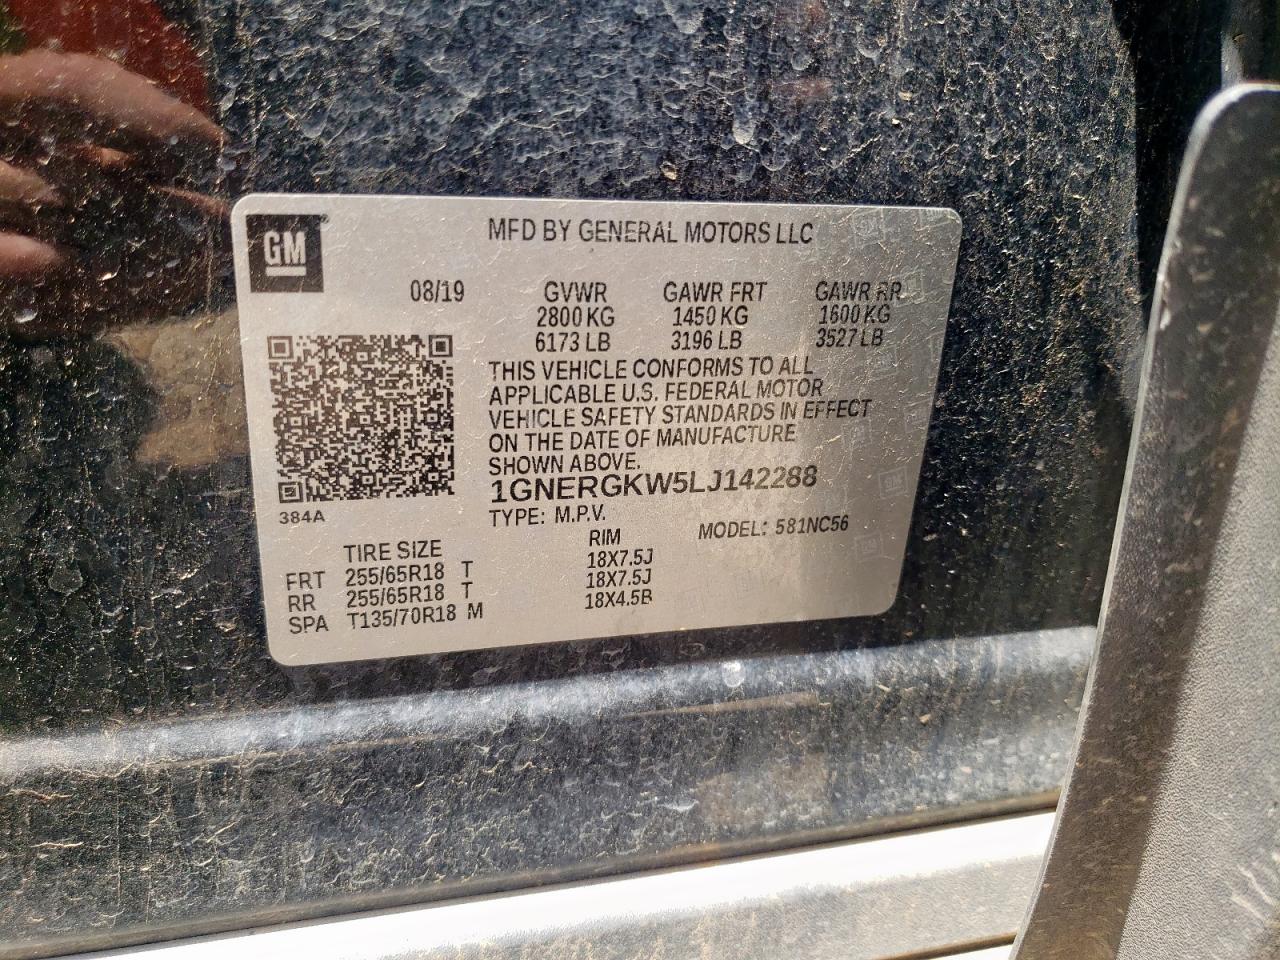 GM
MFD BY GENERAL MOTORS LLC
08/19 GVWR GAWR FRT GAWR RR
2800 KG 1450 KG 1600 KG
6173 LB 3196 LB 3527 LB
THIS VEHICLE CONFORMS TO ALL
APPLICABLE U.S. FEDERAL MOTOR
VEHICLE SAFETY STANDARDS IN EFFECT
ON THE DATE OF MANUFACTURE
SHOWN ABOVE.
1GNERGKW5LJ142288
384A
TYPE: M.P.V. MODEL: 581NC56
TIRE SIZE RIM
FRT 255/65R18 T 18X7.5J
RR 255/65R18 T 18X7.5J
SPA T135/70R18 M 18X4.5B